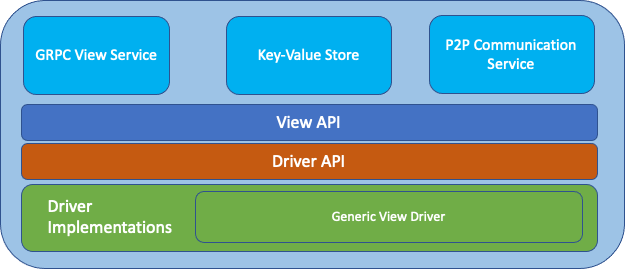 GRPC View Service
Key-Value Store
P2P Communication
Service
View API
Driver API
Driver
Implementations
Generic View Driver